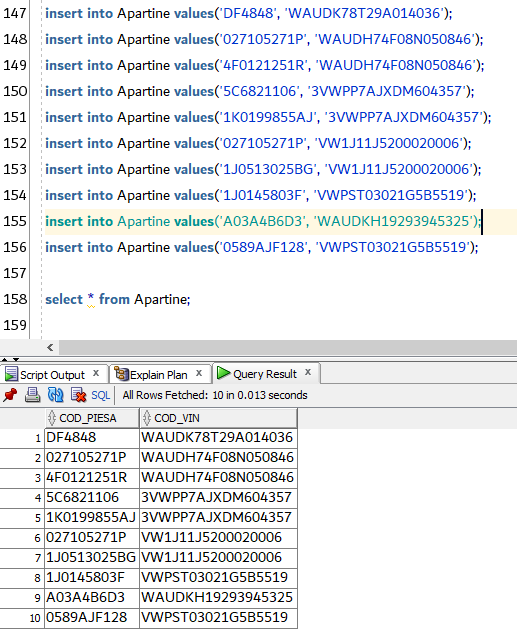 147 insert into Apartine values('DF4848', 'WAUDK78T29A014036');
148 insert into Apartine values('027105271P', 'WAUDH74F08N050846');
149 insert into Apartine values('4F0121251R', 'WAUDH74F08N050846');
150 insert into Apartine values('5C6821106', '3VWPP7AJXDM604357');
151 insert into Apartine values('1K0199855AJ', '3VWPP7AJXDM604357');
152 insert into Apartine values('027105271P', 'VW1J11J5200020006');
153 insert into Apartine values('1J0513025BG', 'VW1J11J5200020006');
154 insert into Apartine values('1J0145803F', 'VWPST03021G5B5519');
155 insert into Apartine values('A03A4B6D3', 'WAUDKH19293945325');
156 insert into Apartine values('0589AJF128', 'VWPST03021G5B5519');
157
158 select * from Apartine;
159
Script Output x Explain Plan x Query Result x
SQL | All Rows Fetched: 10 in 0.013 seconds
COD_PIESA COD_VIN
1 DF4848 WAUDK78T29A014036
2 027105271P WAUDH74F08N050846
3 4F0121251R WAUDH74F08N050846
4 5C6821106 3VWPP7AJXDM604357
5 1K0199855AJ 3VWPP7AJXDM604357
6 027105271P VW1J11J5200020006
7 1J0513025BG VW1J11J5200020006
8 1J0145803F VWPST03021G5B5519
9 A03A4B6D3 WAUDKH19293945325
10 0589AJF128 VWPST03021G5B5519